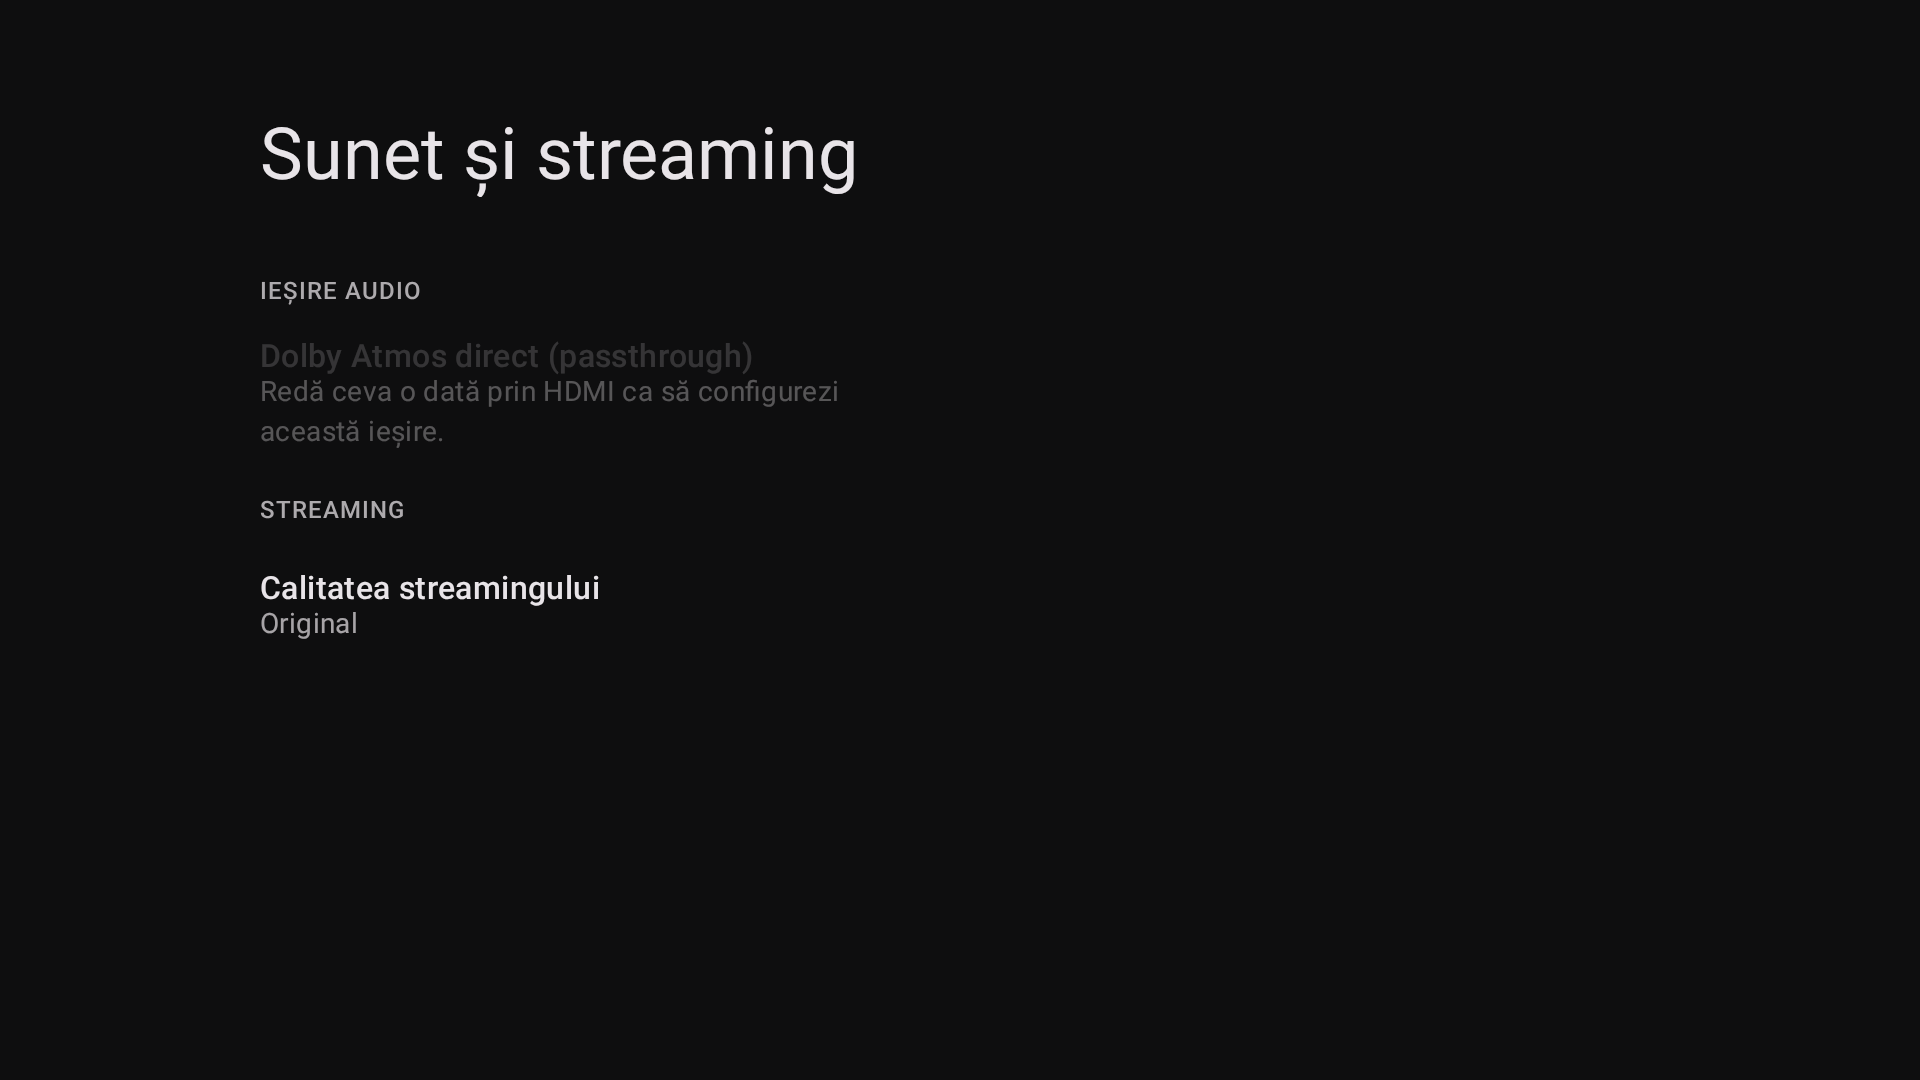 Sunet și streaming
IEȘIRE AUDIO
Dolby Atmos direct (passthrough)
Redă ceva o dată prin HDMI ca să configurezi
această ieșire.
STREAMING
Calitatea streamingului
Original